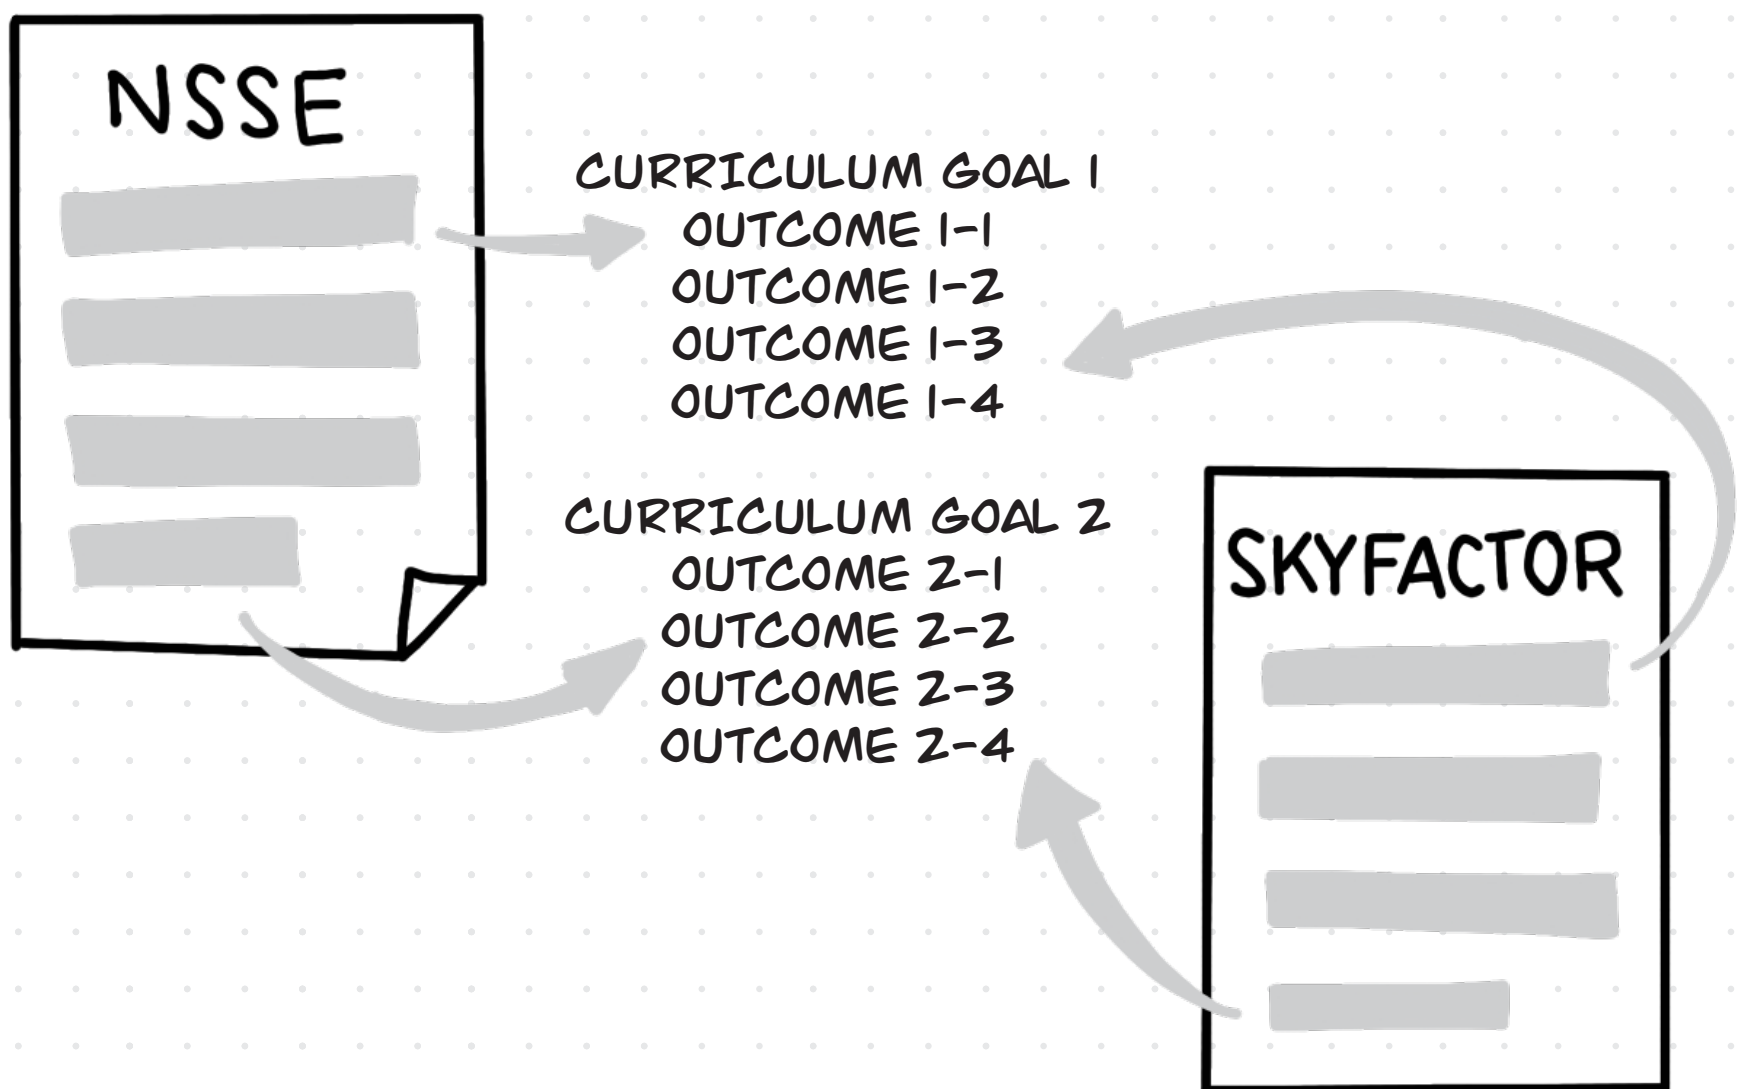 NSSE
CURRICULUM GOAL 1
OUTCOME 1-1
OUTCOME 1-2
OUTCOME 1-3
OUTCOME 1-4
CURRICULUM GOAL 2
OUTCOME 2-1
OUTCOME 2-2
OUTCOME 2-3
OUTCOME 2-4
SKYFACTOR